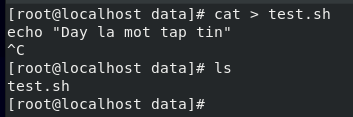 [root@localhost data]# cat > test.sh
echo "Day la mot tap tin"
^C
[root@localhost data]# ls
test.sh
[root@localhost data]#